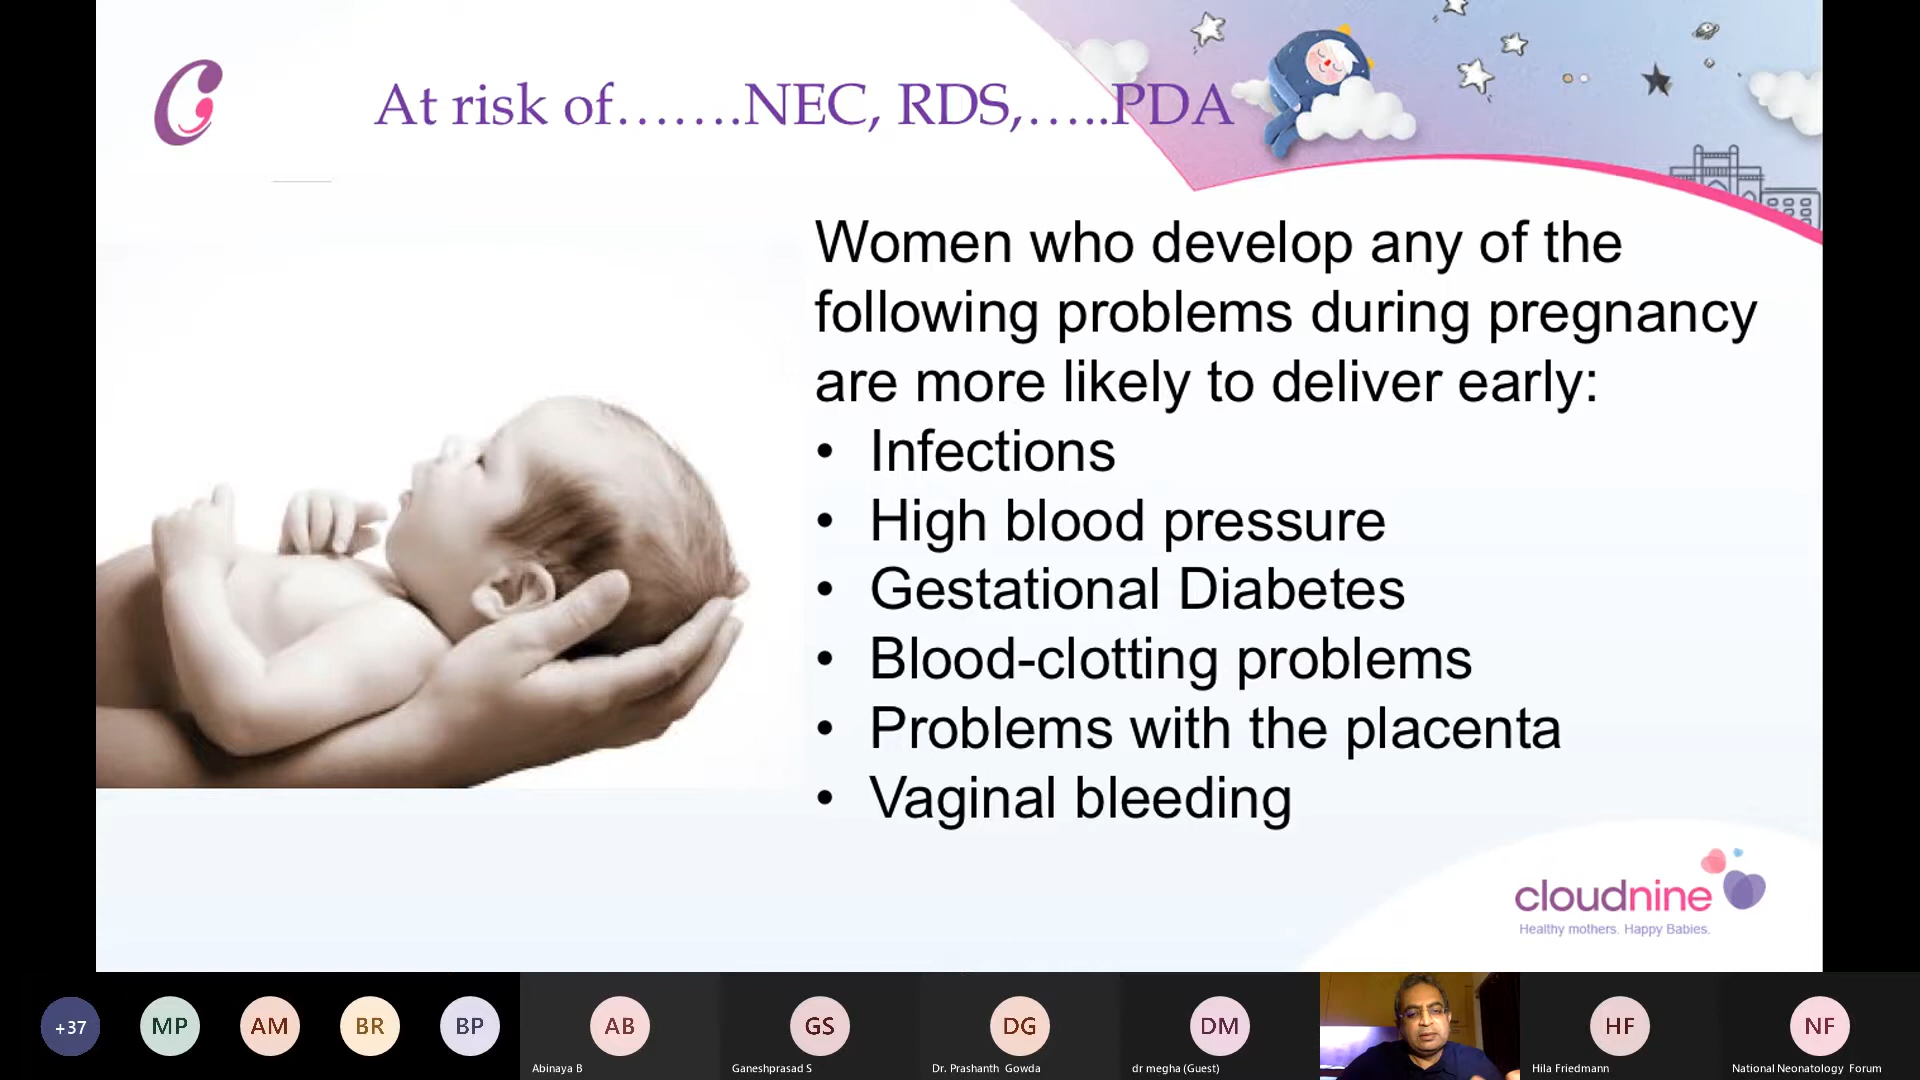 At risk of…….NEC, RDS,…..PDA
Women who develop any of the
following problems during pregnancy
are more likely to deliver early:
• Infections
• High blood pressure
• Gestational Diabetes
• Blood-clotting problems
• Problems with the placenta
• Vaginal bleeding
cloudnine
Healthy mothers. Happy Babies.
+37
MP
AM
BR
BP
AB
GS
DG
DM
HF
NF
Abinaya B
Ganeshprasad S
Dr. Prashanth Gowda
dr megha (Guest)
Hila Friedmann
National Neonatology Forum